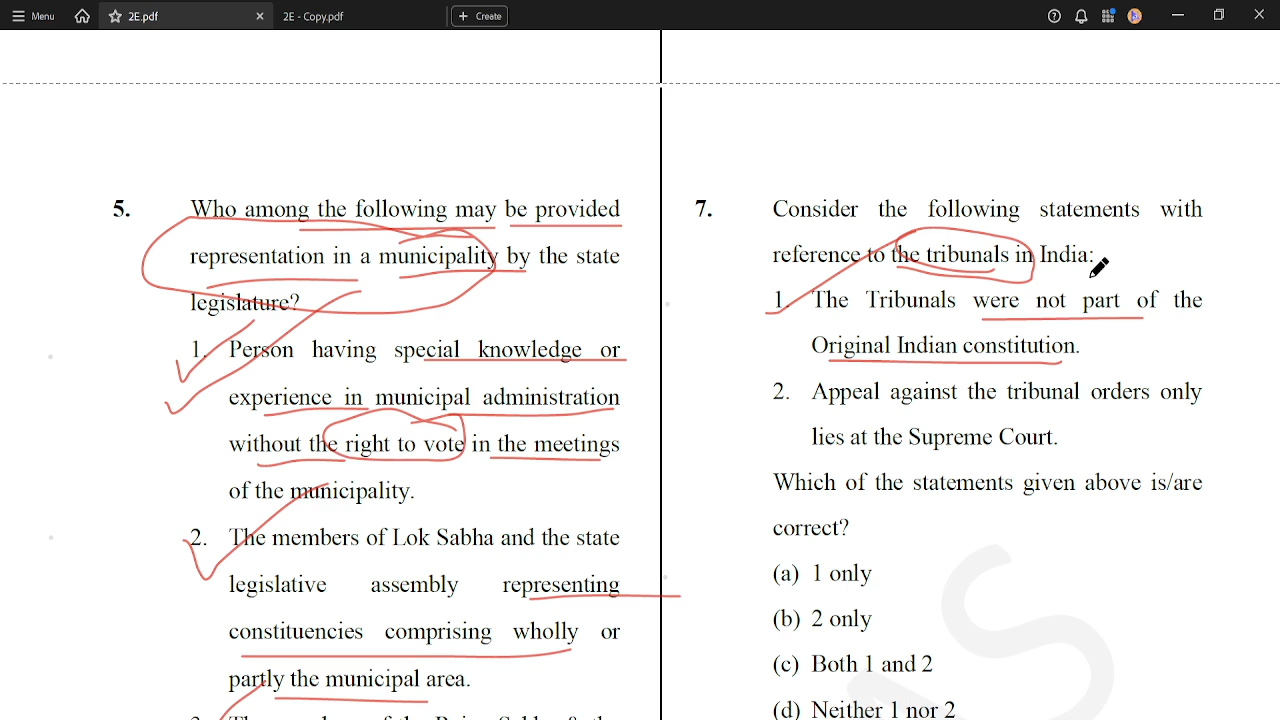 Menu
2E.pdf
2E - Copy.pdf
Create
5. Who among the following may be provided
representation in a municipality by the state
legislature?
1. Person having special knowledge or
experience in municipal administration
without the right to vote in the meetings
of the municipality.
2. The members of Lok Sabha and the state
legislative assembly representing
constituencies comprising wholly or
partly the municipal area.
7. Consider the following statements with
reference to the tribunals in India:
1. The Tribunals were not part of the
Original Indian constitution.
2. Appeal against the tribunal orders only
lies at the Supreme Court.
Which of the statements given above is/are
correct?
(a) 1 only
(b) 2 only
(c) Both 1 and 2
(d) Neither 1 nor 2